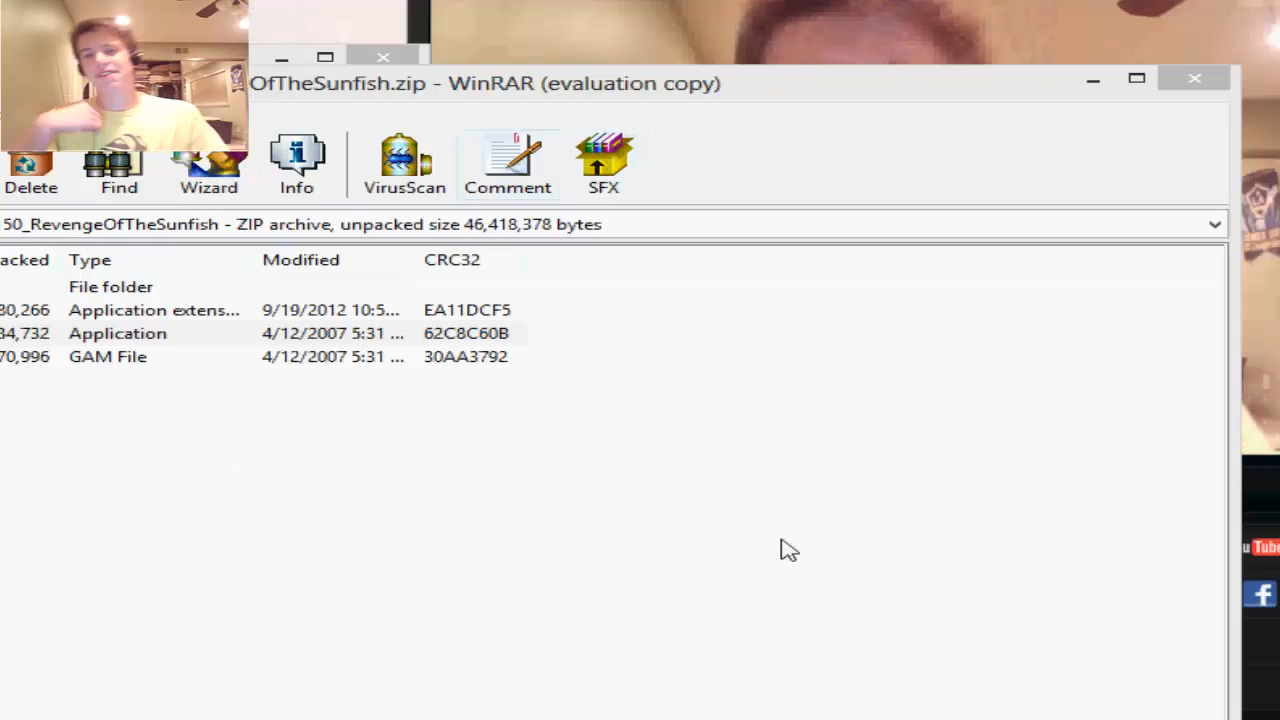 OfTheSunfish.zip - WinRAR (evaluation copy)
Delete Find Wizard Info VirusScan Comment SFX
50_RevengeOfTheSunfish - ZIP archive, unpacked size 46,418,378 bytes
acked Type Modified CRC32
File folder
80,266 Application extens... 9/19/2012 10:5... EA11DCF5
34,732 Application 4/12/2007 5:31 ... 62C8C60B
70,996 GAM File 4/12/2007 5:31 ... 30AA3792
u Tube
f